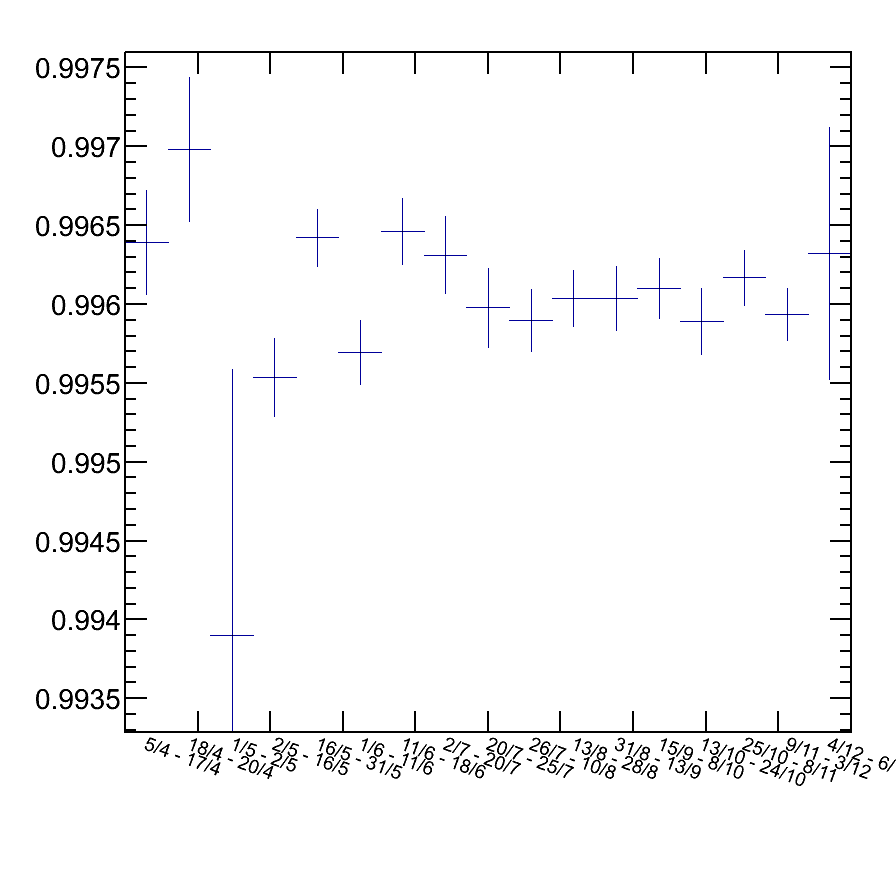 0.9975
0.997
0.9965
0.996
0.9955
0.995
0.9945
0.994
0.9935
5/4 - 17/4
18/4 - 20/4
1/5 - 2/5
2/5 - 16/5
16/5 - 31/5
1/6 - 11/6
11/6 - 18/6
2/7 - 20/7
20/7 - 25/7
26/7 - 10/8
13/8 - 28/8
31/8 - 13/9
15/9 - 8/10
13/10 - 24/10
25/10 - 8/11
9/11 - 3/12
4/12 - 6/